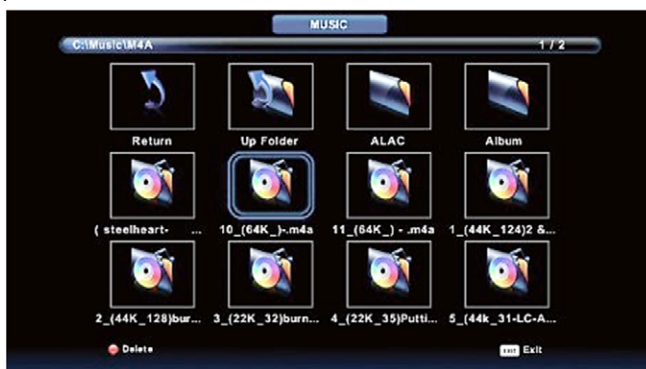 MUSIC
C:\Music\M4A 1 / 2
Return Up Folder ALAC Album
( steelheart- ... 10_(64K_)-.m4a 11_(64K_) - .m4a 1_(44K_124)2 &...
2_(44K_128)bur... 3_(22K_32)burn... 4_(22K_35)Putti... 5_(44k_31-LC-A...
Delete EXIT Exit